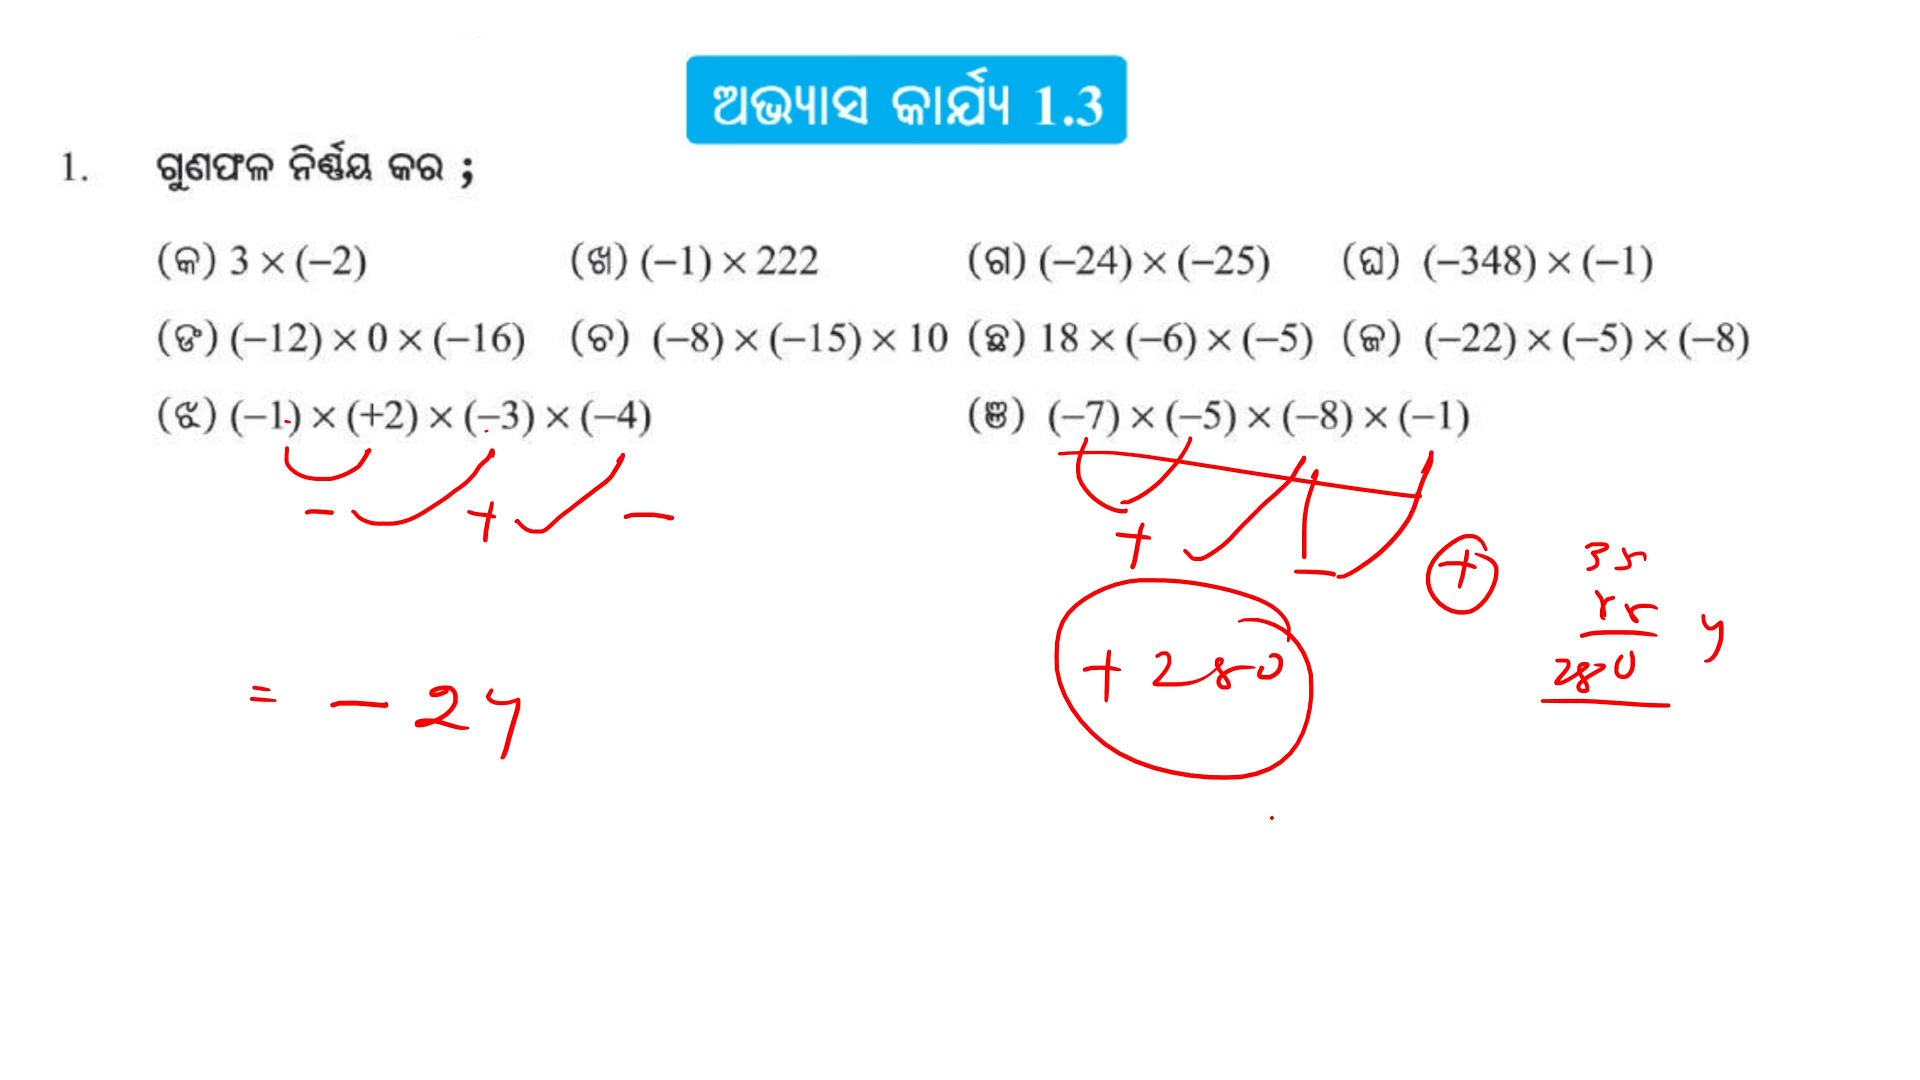 ଅଭ୍ୟାସ କାର୍ଯ୍ୟ 1.3
1. ଗୁଣଫଳ ନିର୍ଣ୍ଣୟ କର ;
(କ) 3 × (–2) (ଖ) (–1) × 222 (ଗ) (–24) × (–25) (ଘ) (–348) × (–1)
(ଙ) (–12) × 0 × (–16) (ଚ) (–8) × (–15) × 10 (ଛ) 18 × (–6) × (–5) (ଜ) (–22) × (–5) × (–8)
(ଝ) (–1) × (+2) × (–3) × (–4) (ଞ) (–7) × (–5) × (–8) × (–1)
– + –
+ – +
35
280
+ 280
= – 24